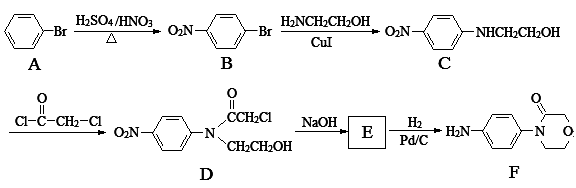 Br H₂SO₄/HNO₃ △ O₂N Br H₂NCH₂CH₂OH CuI O₂N NHCH₂CH₂OH
A B C
O Cl—C—CH₂—Cl O₂N N O CH₂Cl CH₂CH₂OH NaOH E H₂ Pd/C H₂N N O O
D F